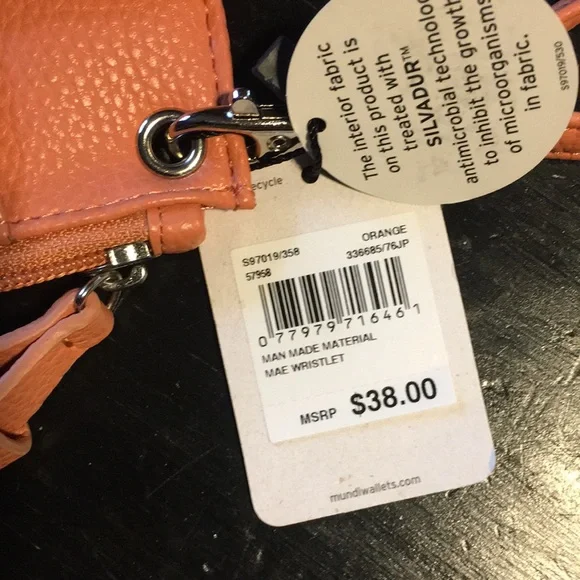 The interior fabric
on this product is
treated with
SILVADUR™
antimicrobial technolo
to inhibit the growth
of microorganisms
in fabric.
S97019/530
ecycle
S97019/358 ORANGE
57958 336685/76JP
0 77979 71646 1
MAN MADE MATERIAL
MAE WRISTLET
MSRP $38.00
mundiwallets.com